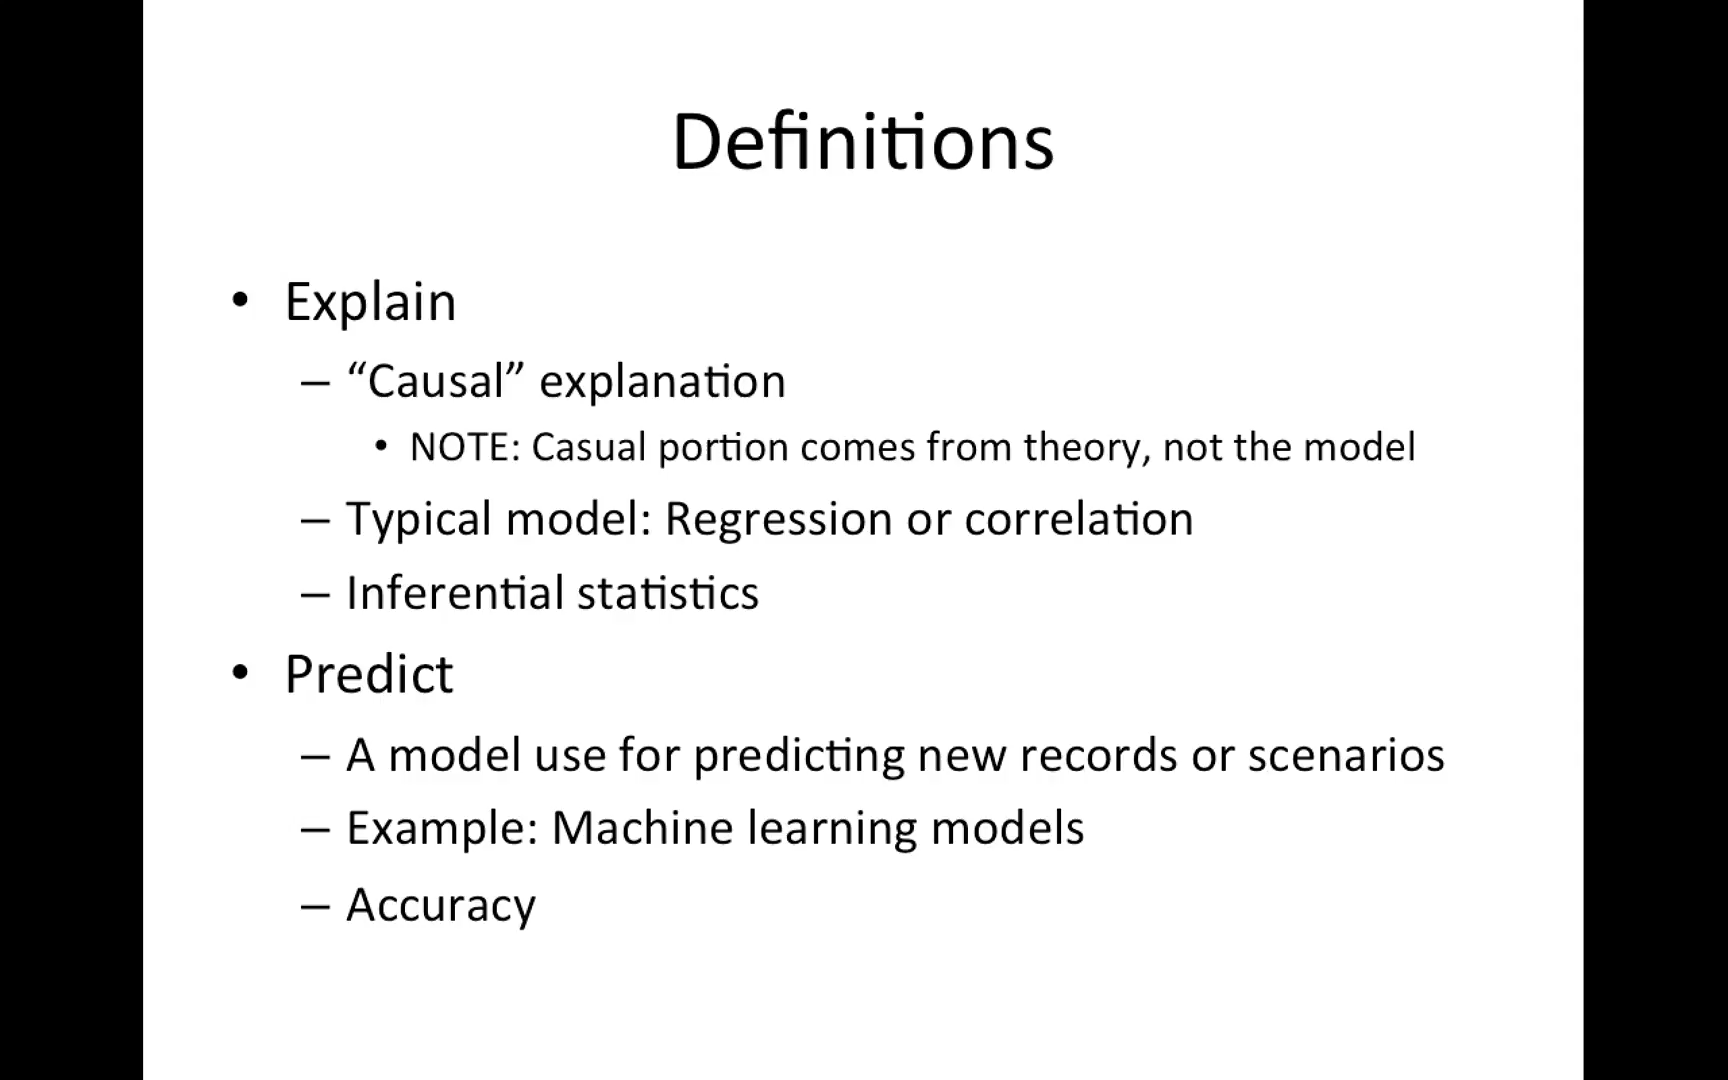 Definitions
• Explain
– “Causal” explanation
• NOTE: Casual portion comes from theory, not the model
– Typical model: Regression or correlation
– Inferential statistics
• Predict
– A model use for predicting new records or scenarios
– Example: Machine learning models
– Accuracy